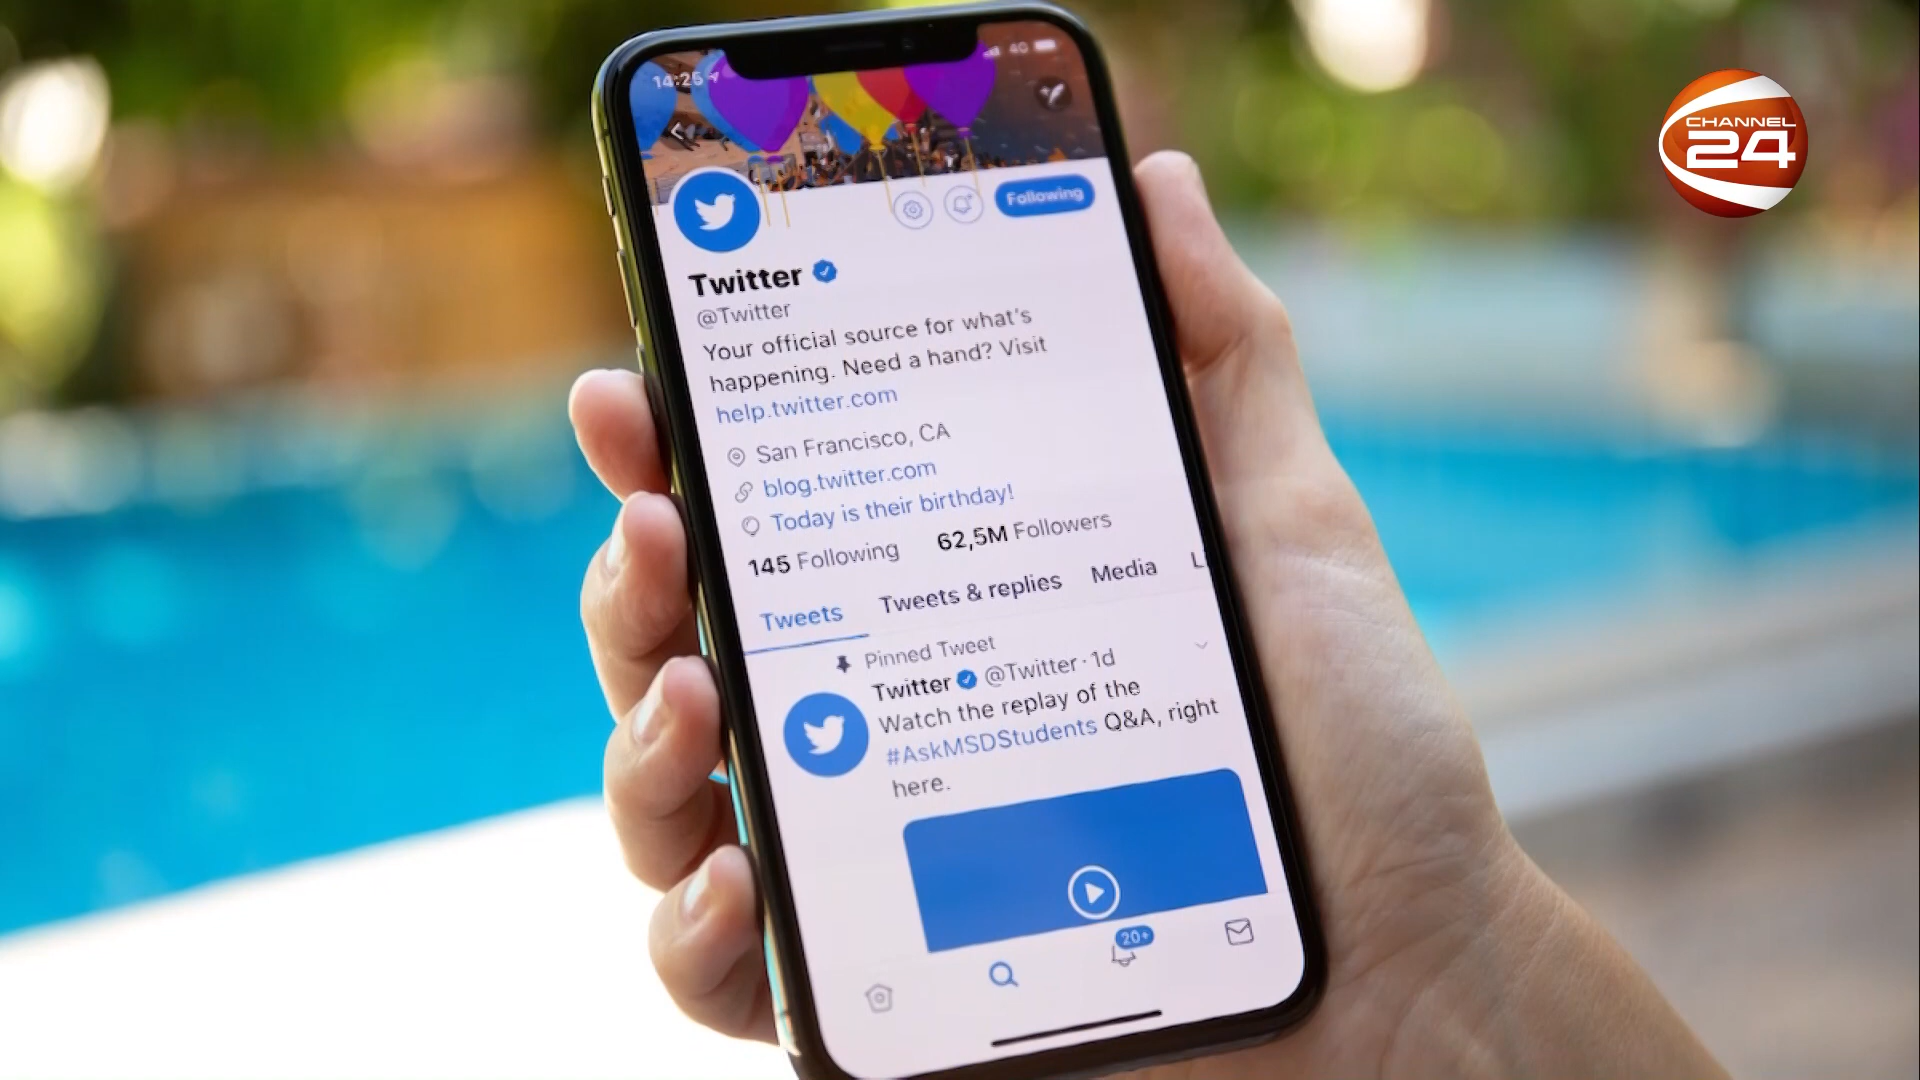 14:25
4G
CHANNEL
24
Following
Twitter
@Twitter
Your official source for what's
happening. Need a hand? Visit
help.twitter.com
San Francisco, CA
blog.twitter.com
Today is their birthday!
145 Following 62,5M Followers
Tweets Tweets & replies Media L
Pinned Tweet
Twitter @Twitter · 1d
Watch the replay of the
#AskMSDStudents Q&A, right
here.
20+